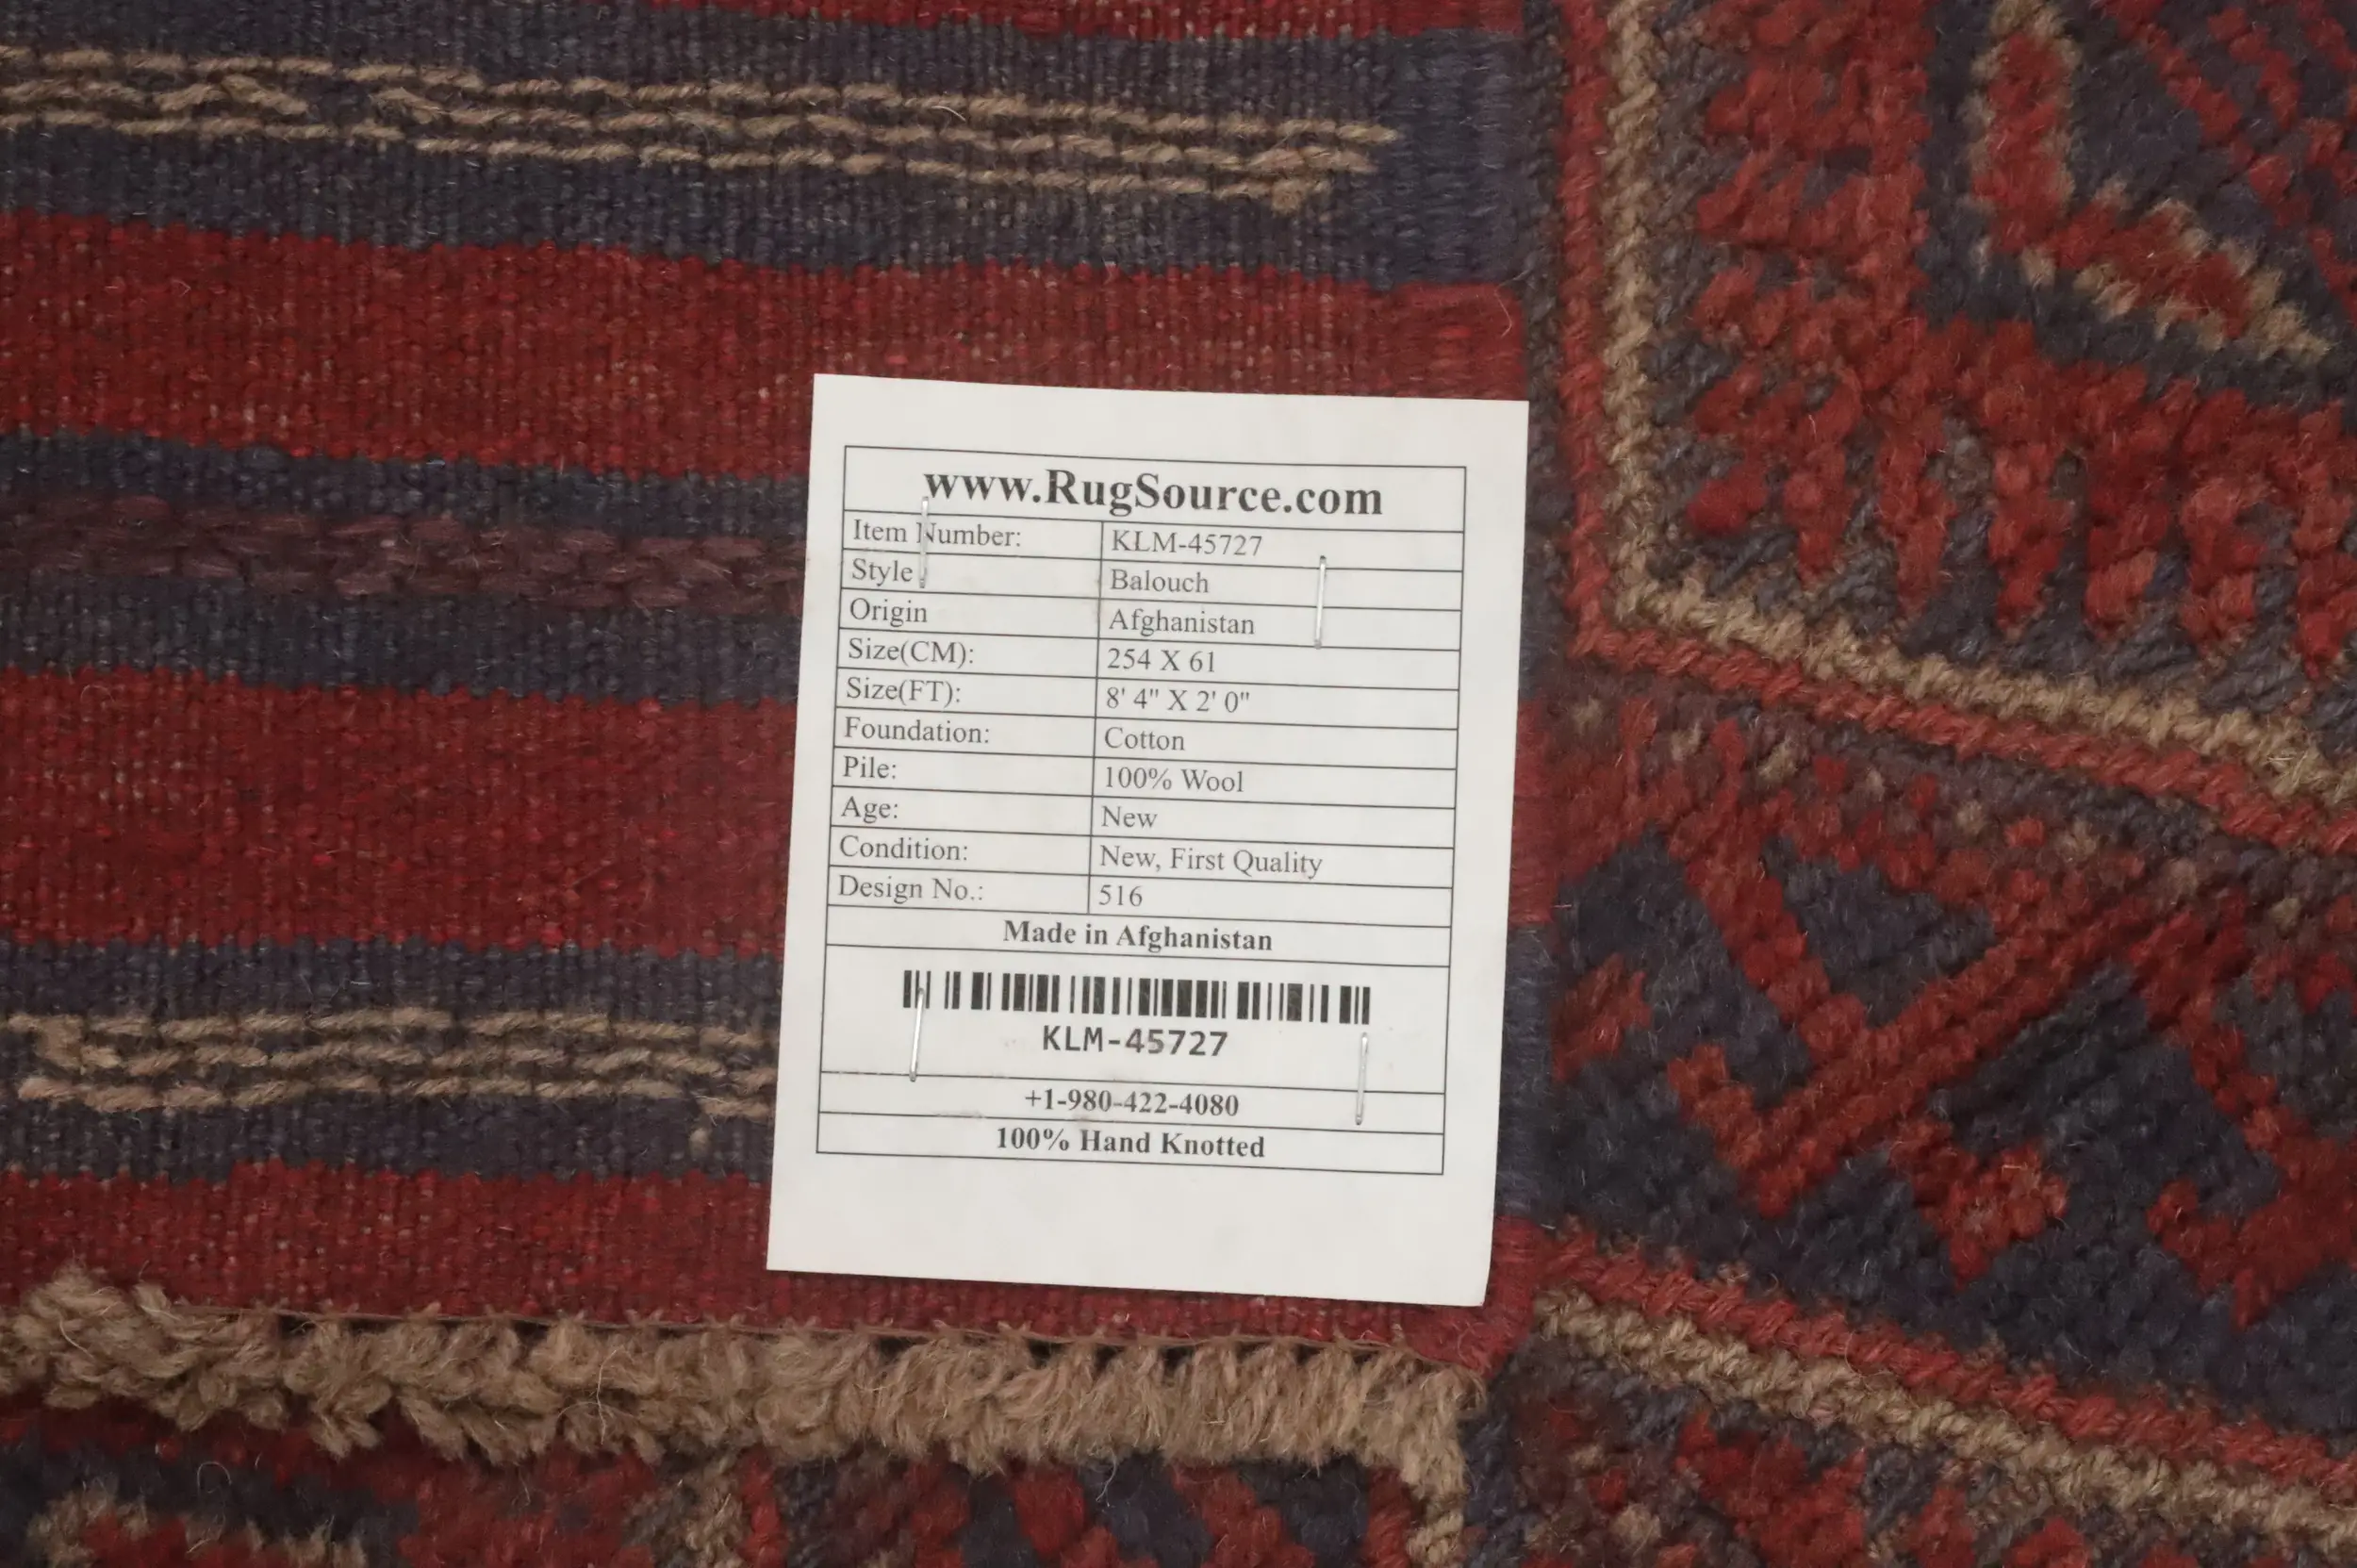 www.RugSource.com
Item Number: KLM-45727
Style Balouch
Origin Afghanistan
Size(CM): 254 X 61
Size(FT): 8' 4" X 2' 0"
Foundation: Cotton
Pile: 100% Wool
Age: New
Condition: New, First Quality
Design No.: 516
Made in Afghanistan
KLM-45727
+1-980-422-4080
100% Hand Knotted